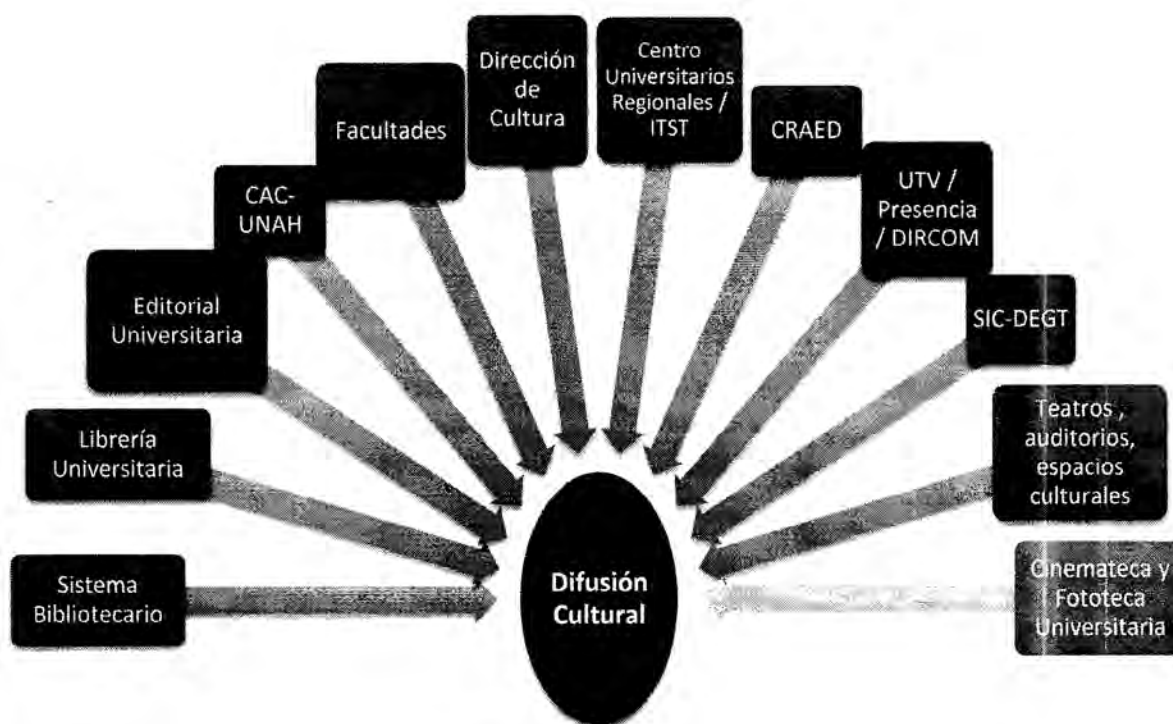 Dirección
de
Cultura
Centro
Universitarios
Regionales /
ITST
Facultades
CRAED
CAC-
UNAH
UTV /
Presencia
/ DIRCOM
Editorial
Universitaria
SIC-DEGT
Librería
Universitaria
Teatros ,
auditorios,
espacios
culturales
Sistema
Bibliotecario
Difusión
Cultural
Cinemateca y
Fototeca
Universitaria